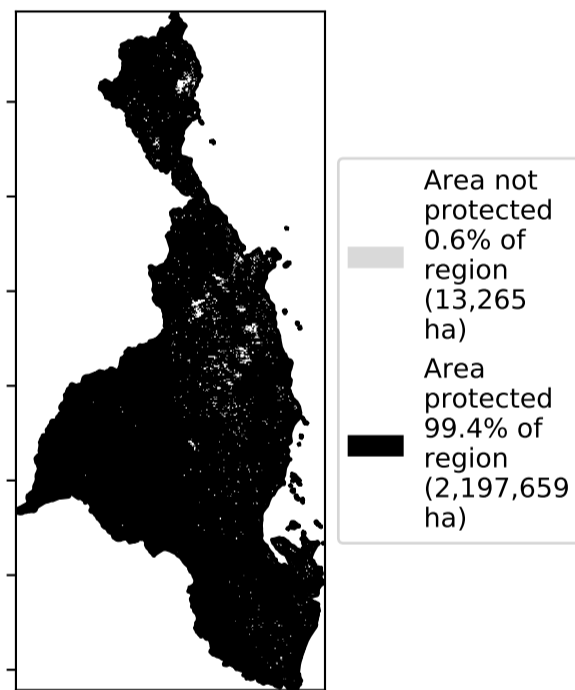 Area not
protected
0.6% of
region
(13,265
ha)
Area
protected
99.4% of
region
(2,197,659
ha)